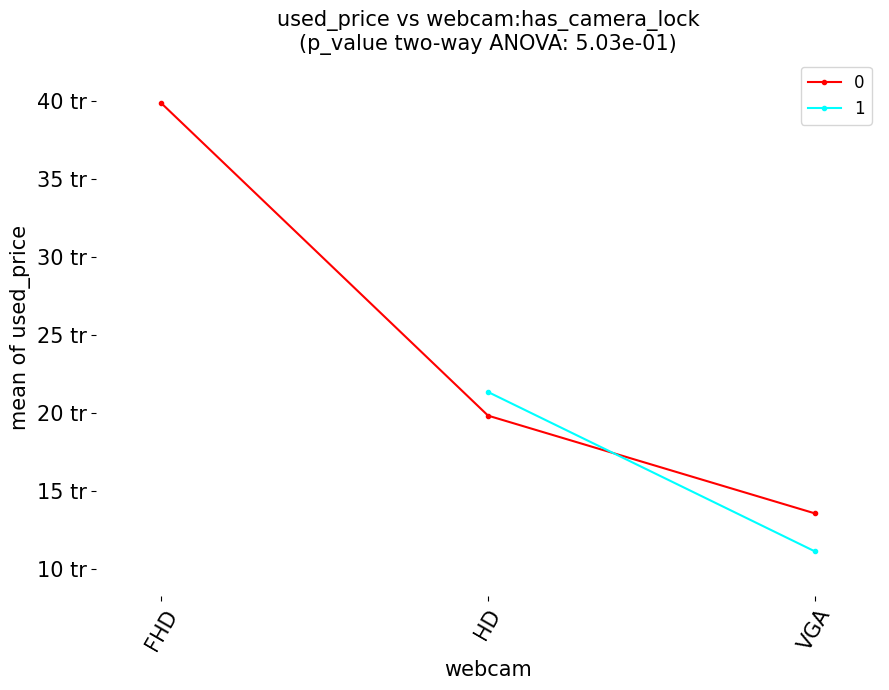 used_price vs webcam:has_camera_lock
(p_value two-way ANOVA: 5.03e-01)
0
1
40 tr
35 tr
30 tr
25 tr
20 tr
15 tr
10 tr
mean of used_price
FHD
HD
VGA
webcam